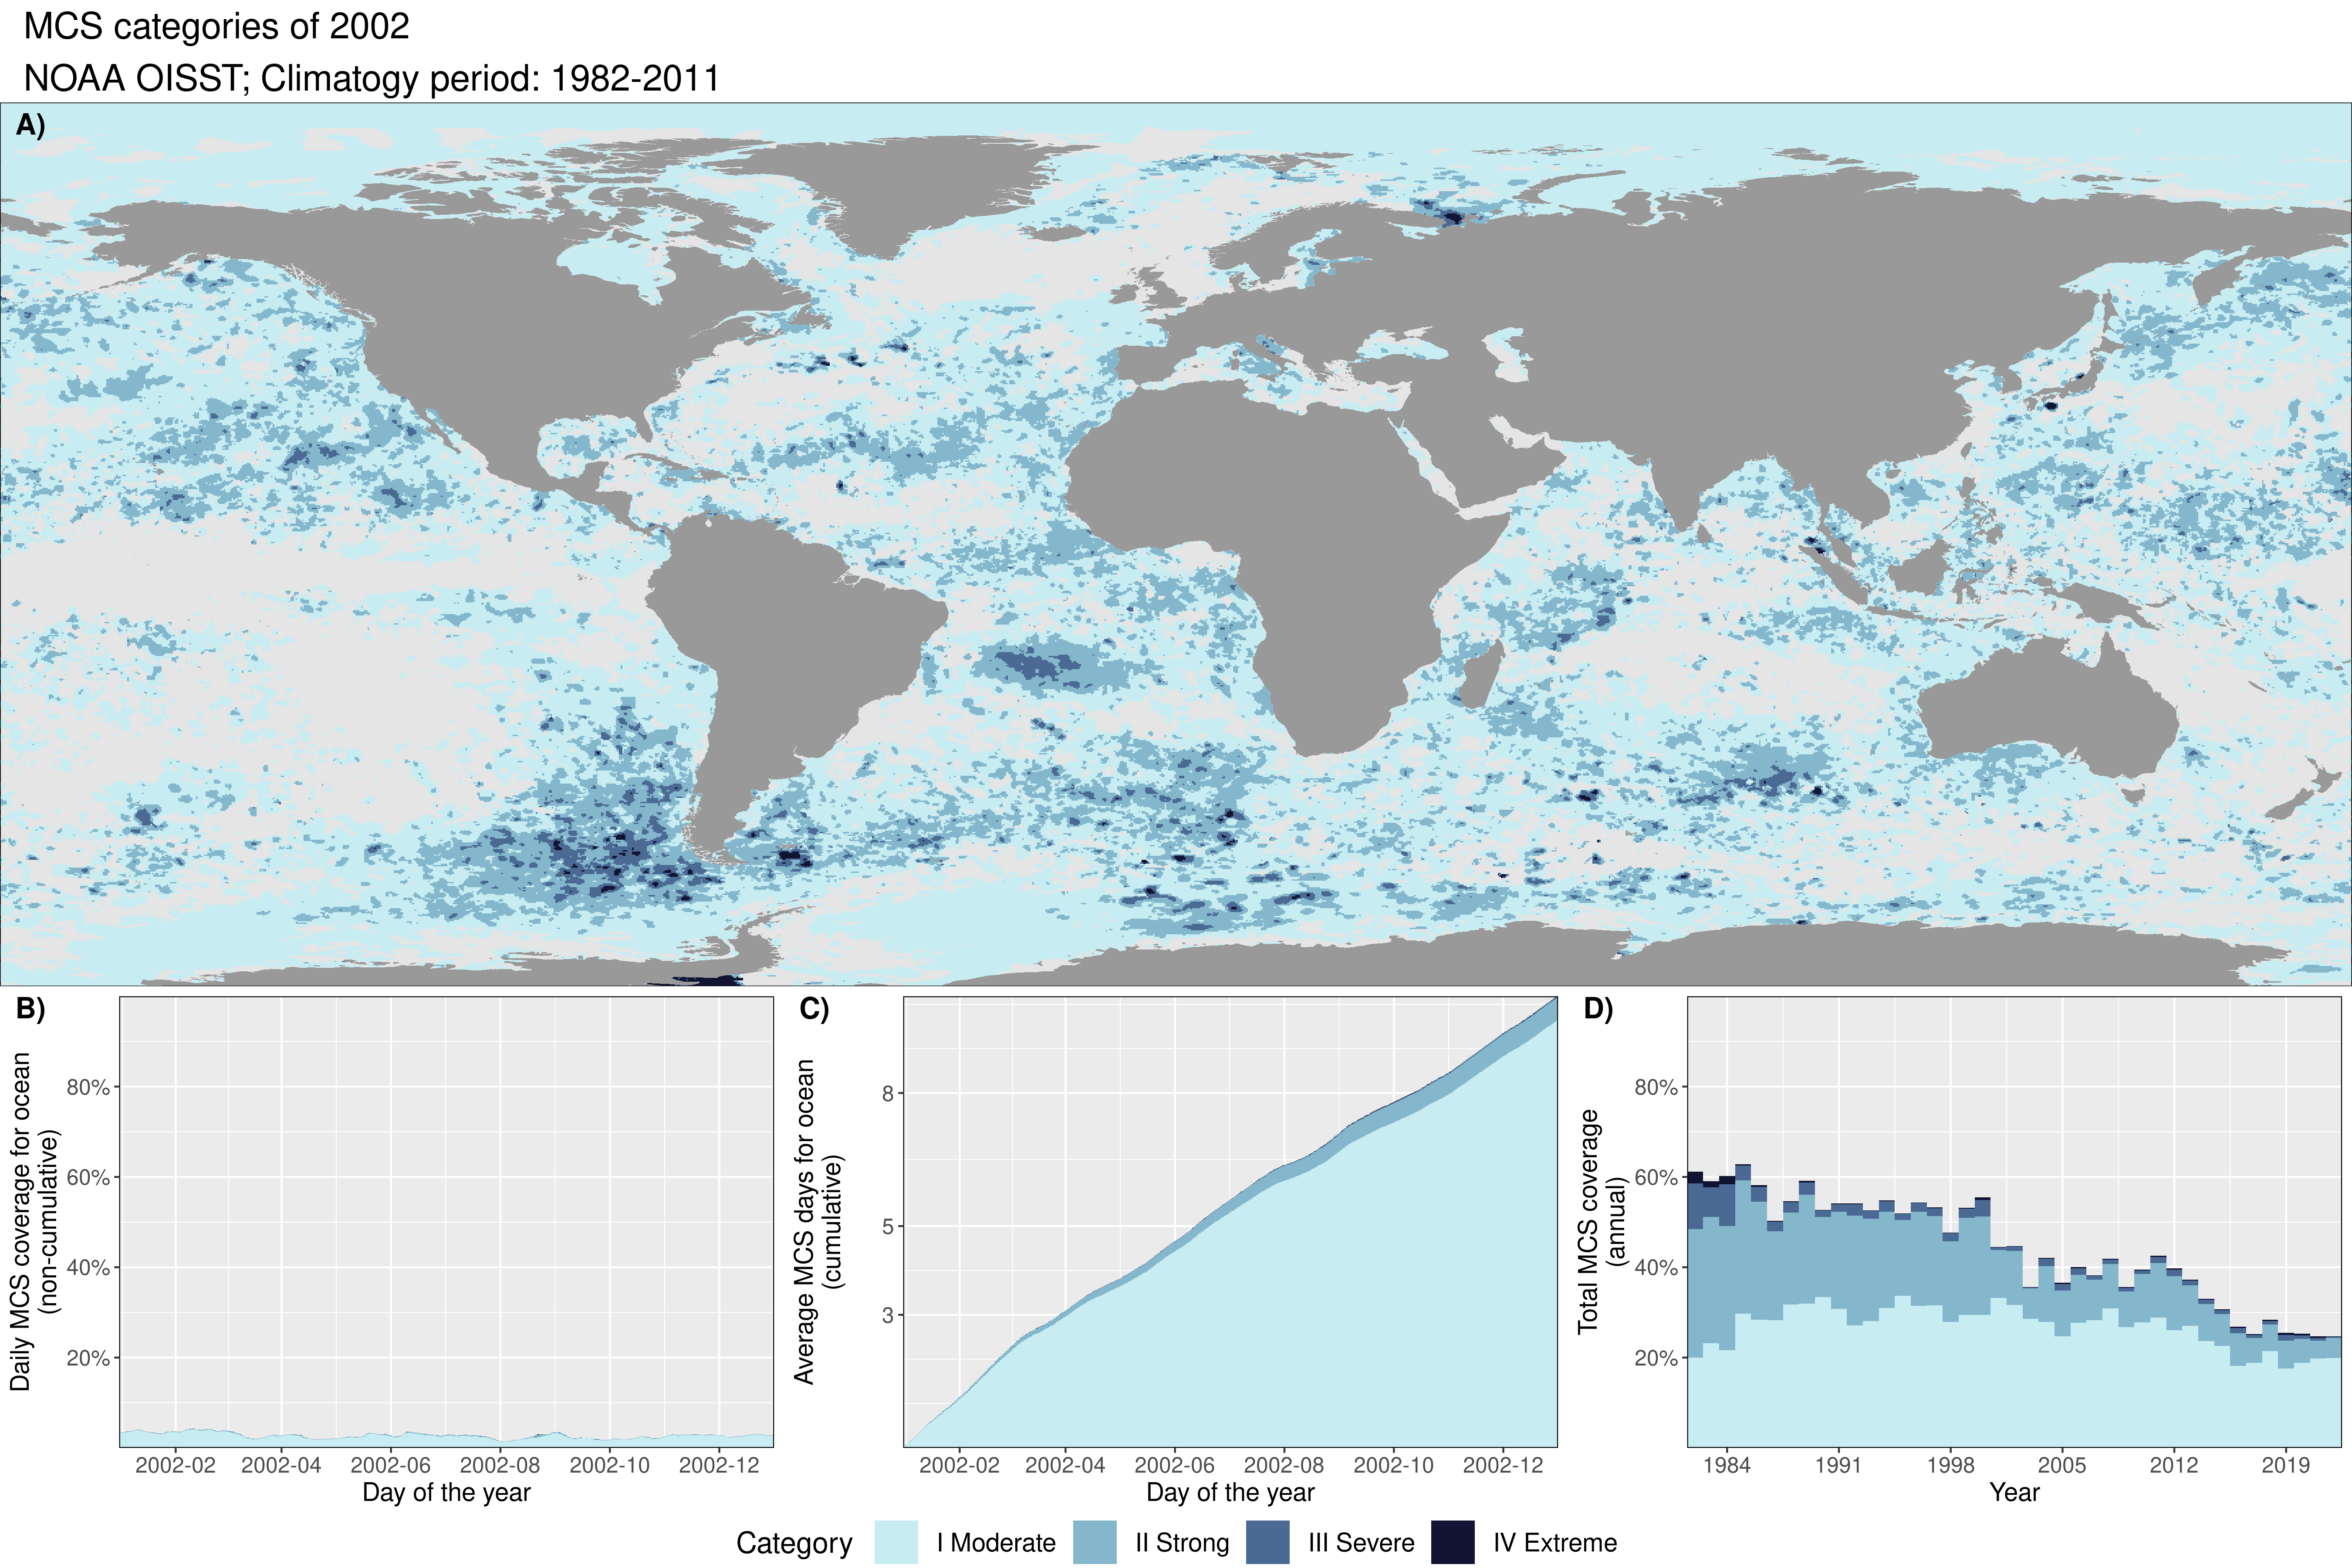 MCS categories of 2002
NOAA OISST; Climatogy period: 1982-2011
A)
B)
Daily MCS coverage for ocean
(non-cumulative)
80%
60%
40%
20%
2002-02 2002-04 2002-06 2002-08 2002-10 2002-12
Day of the year
C)
Average MCS days for ocean
(cumulative)
8
5
3
2002-02 2002-04 2002-06 2002-08 2002-10 2002-12
Day of the year
D)
Total MCS coverage
(annual)
80%
60%
40%
20%
1984 1991 1998 2005 2012 2019
Year
Category I Moderate II Strong III Severe IV Extreme